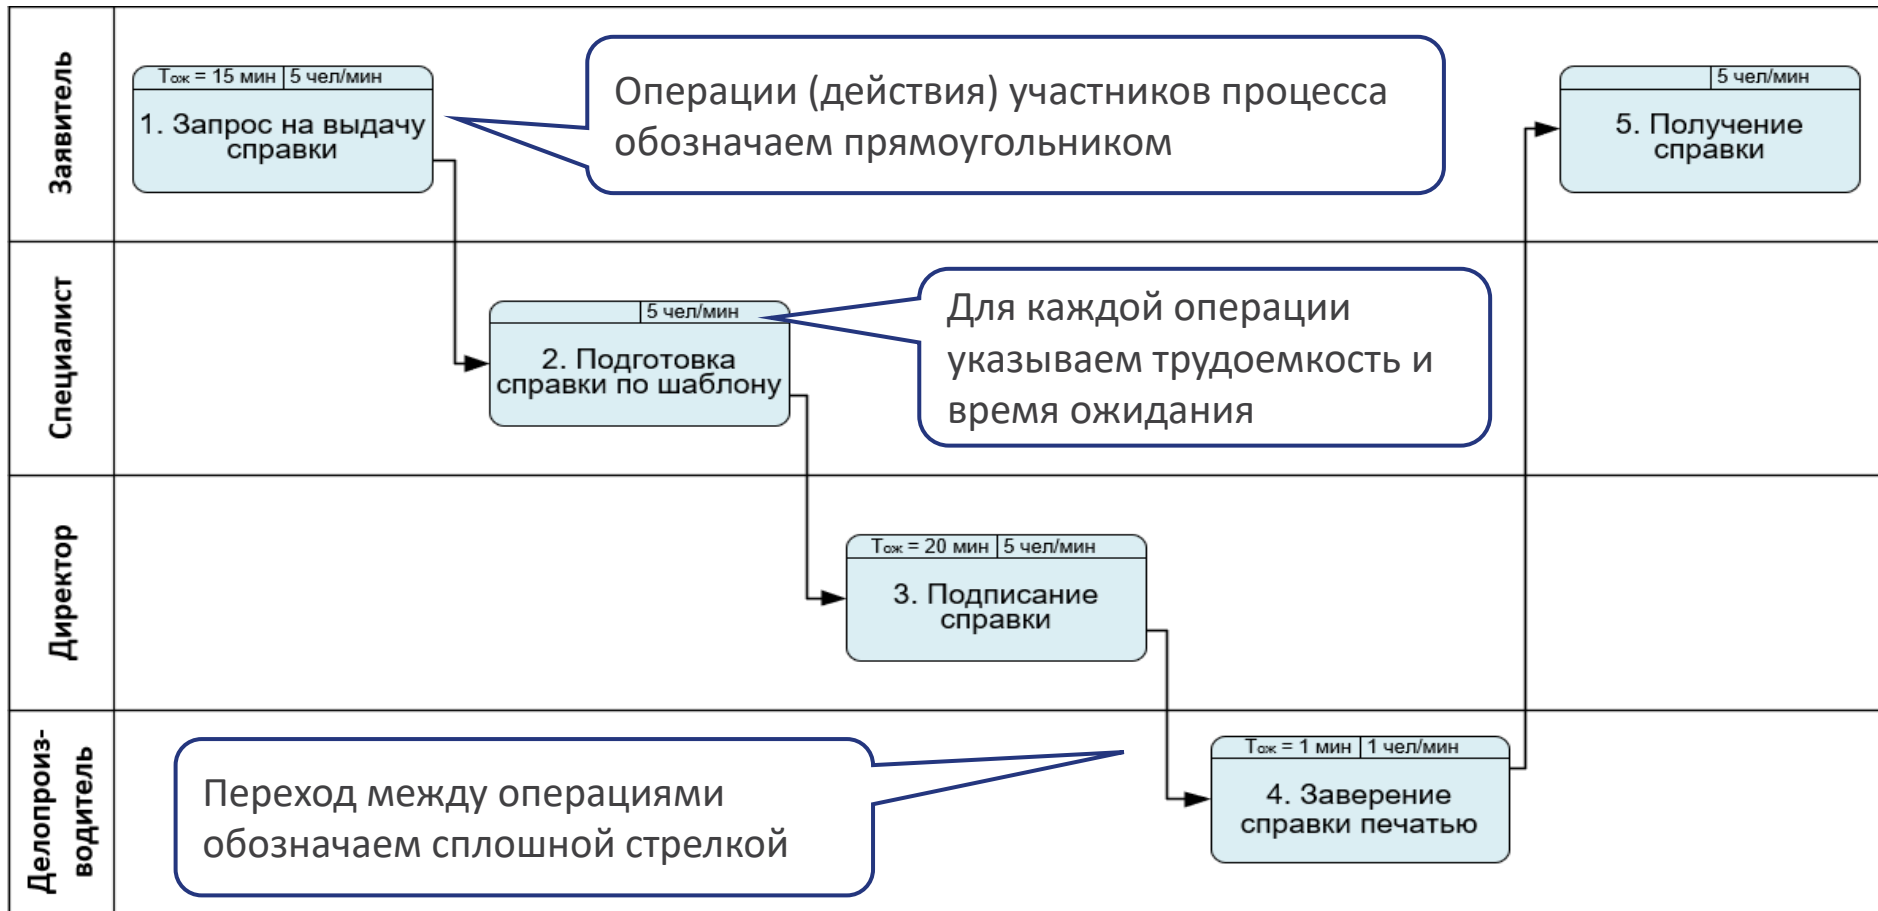 Заявитель
Тож = 15 мин 5 чел/мин
1. Запрос на выдачу
справки
Операции (действия) участников процесса
обозначаем прямоугольником
5 чел/мин
5. Получение
справки
Специалист
5 чел/мин
2. Подготовка
справки по шаблону
Для каждой операции
указываем трудоемкость и
время ожидания
Директор
Тож = 20 мин 5 чел/мин
3. Подписание
справки
Делопроиз-
водитель
Переход между операциями
обозначаем сплошной стрелкой
Тож = 1 мин 1 чел/мин
4. Заверение
справки печатью